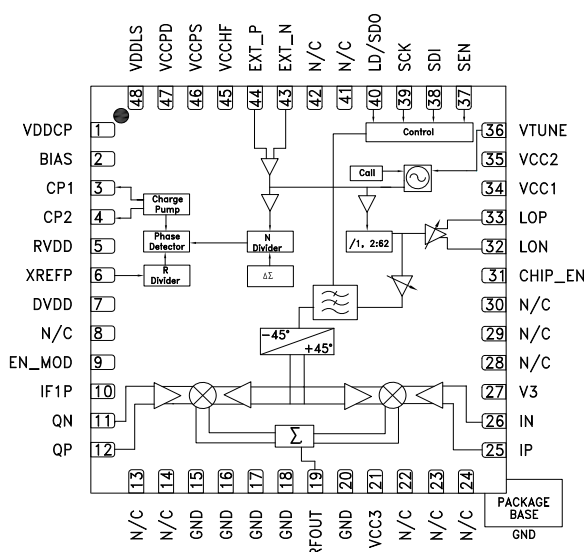 VDDLS
VCCPD
VCCPS
VCCHF
EXT_P
EXT_N
N/C
N/C
LD/SDO
SCK
SDI
SEN
48
47
46
45
44
43
42
41
40
39
38
37
VDDCP 1
BIAS 2
CP1 3
CP2 4
RVDD 5
XREFP 6
DVDD 7
N/C 8
EN_MOD 9
IF1P 10
QN 11
QP 12
Control
Call
Charge
Pump
Phase
Detector
R
Divider
N
Divider
ΔΣ
/1, 2:62
−45°
+45°
Σ
36 VTUNE
35 VCC2
34 VCC1
33 LOP
32 LON
31 CHIP_EN
30 N/C
29 N/C
28 N/C
27 V3
26 IN
25 IP
13
14
15
16
17
18
19
20
21
22
23
24
N/C
N/C
GND
GND
GND
GND
RFOUT
GND
VCC3
N/C
N/C
N/C
PACKAGE
BASE
GND